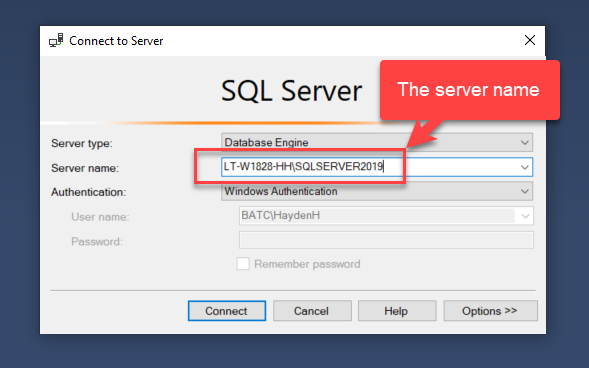 Connect to Server
SQL Server
The server name
Server type: Database Engine
Server name: LT-W1828-HH\SQLSERVER2019
Authentication: Windows Authentication
User name: BATC\HaydenH
Password:
Remember password
Connect Cancel Help Options >>